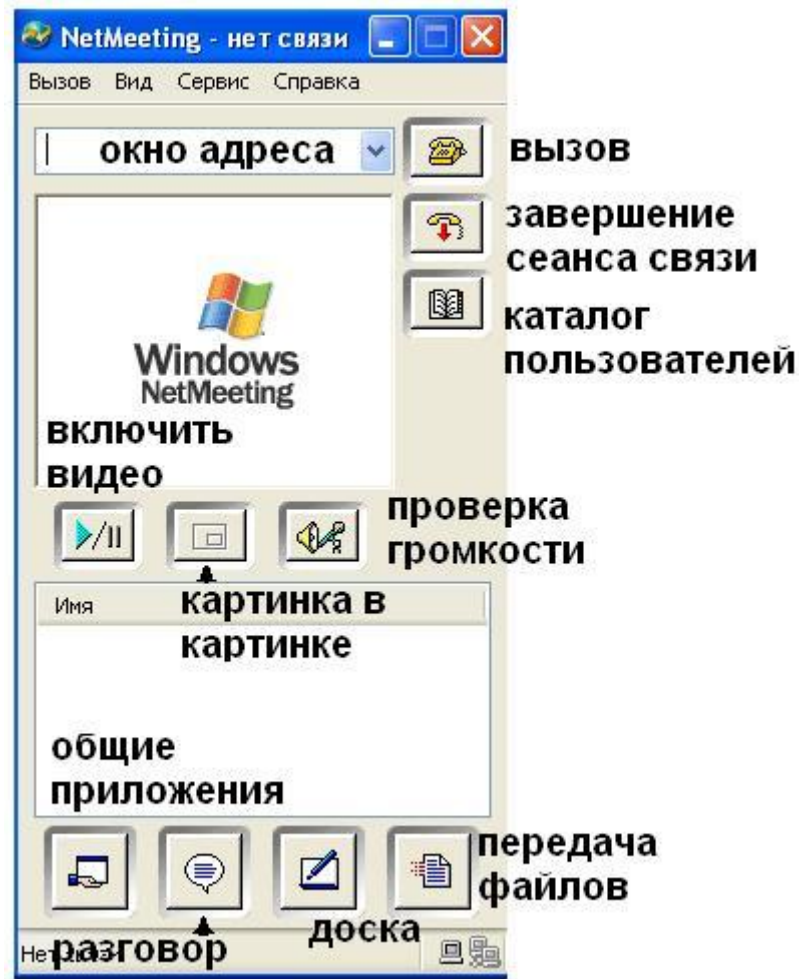 NetMeeting - нет связи
Вызов Вид Сервис Справка
окно адреса
вызов
завершение
сеанса связи
каталог
пользователей
Windows
NetMeeting
включить
видео
проверка
громкости
Имя
картинка в
картинке
общие
приложения
передача
файлов
доска
разговор
Нет